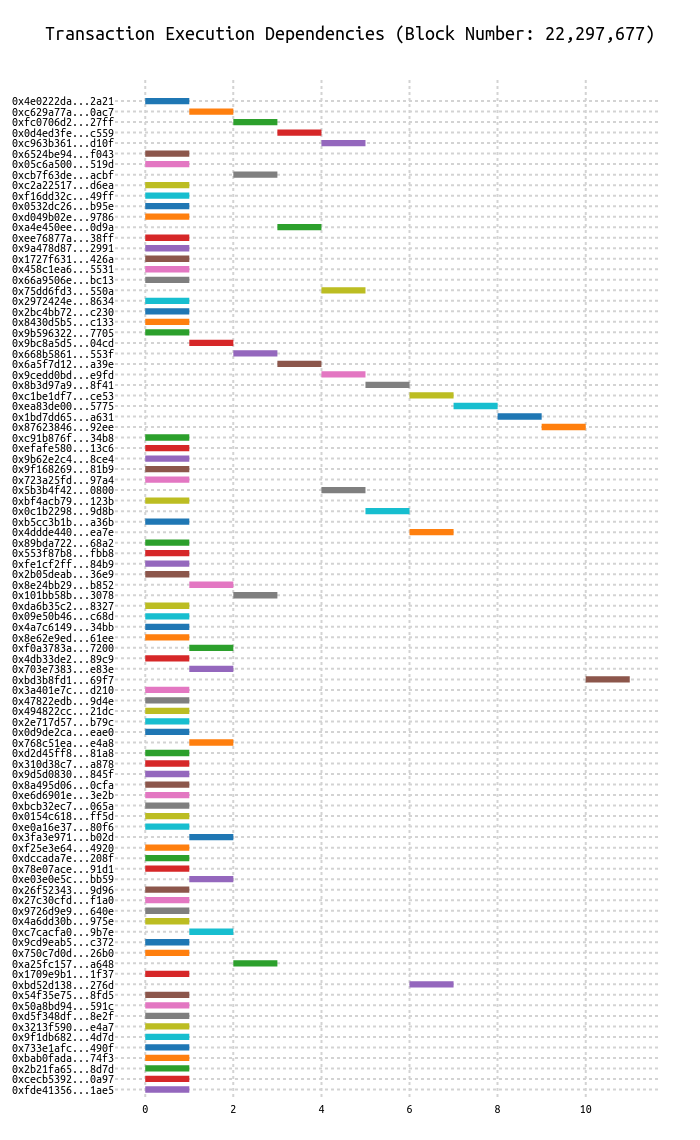 Transaction Execution Dependencies (Block Number: 22,297,677)
0x4e0222da...2a21
0xc629a77a...0ac7
0xfc0706d2...27ff
0x0d4ed3fe...c559
0xc963b361...d10f
0x6524be94...f043
0x05c6a500...519d
0xcb7f63de...acbf
0xc2a22517...d6ea
0xf16dd32c...49ff
0x0532dc26...b95e
0xd049b02e...9786
0xa4e450ee...0d9a
0xee76877a...38ff
0x9a478d87...2991
0x1727f631...426a
0x458c1ea6...5531
0x66a9506e...bc13
0x75dd6fd3...550a
0x2972424e...8634
0x2bc4bb72...c230
0x8430d5b5...c133
0x9b596322...7705
0x9bc8a5d5...04cd
0x668b5861...553f
0x6a5f7d12...a39e
0x9cedd0bd...e9fd
0x8b3d97a9...8f41
0xc1be1df7...ce53
0xea83de00...5775
0x1bd7dd65...a631
0x87623846...92ee
0xc91b876f...34b8
0xefafe580...13c6
0x9b62e2c4...8ce4
0x9f168269...81b9
0x723a25fd...97a4
0x5b3b4f42...0800
0xbf4acb79...123b
0x0c1b2298...9d8b
0xb5cc3b1b...a36b
0x4ddde440...ea7e
0x89bda722...68a2
0x553f87b8...fbb8
0xfe1cf2ff...84b9
0x2b05deab...36e9
0x8e24bb29...b852
0x101bb58b...3078
0xda6b35c2...8327
0x09e50b46...c68d
0x4a7c6149...34bb
0x8e62e9ed...61ee
0xf0a3783a...7200
0x4db33de2...89c9
0x703e7383...e83e
0xbd3b8fd1...69f7
0x3a401e7c...d210
0x47822edb...9d4e
0x494822cc...21dc
0x2e717d57...b79c
0x0d9de2ca...eae0
0x768c51ea...e4a8
0xd2d45ff8...81a8
0x310d38c7...a878
0x9d5d0830...845f
0x8a495d06...0cfa
0xe6d6901e...3e2b
0xbcb32ec7...065a
0x0154c618...ff5d
0xe0a16e37...80f6
0x3fa3e971...b02d
0xf25e3e64...4920
0xdccada7e...208f
0x78e07ace...91d1
0xe03e0e5c...bb59
0x26f52343...9d96
0x27c30cfd...f1a0
0x9726d9e9...640e
0x4a6dd30b...975e
0xc7cacfa0...9b7e
0x9cd9eab5...c372
0x750c7d0d...26b0
0xa25fc157...a648
0x1709e9b1...1f37
0xbd52d138...276d
0x54f35e75...8fd5
0x50a8bd94...591c
0xd5f348df...8e2f
0x3213f590...e4a7
0x9f1db682...4d7d
0x733e1afc...490f
0xbab0fada...74f3
0x2b21fa65...8d7d
0xcecb5392...0a97
0xfde41356...1ae5
0 2 4 6 8 10